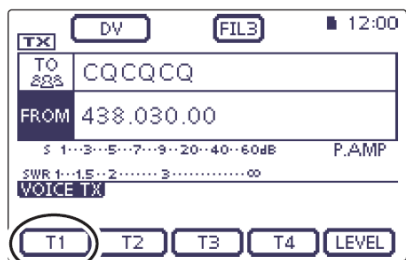 DV FIL3 12:00
TX
TO CQCQCQ
FROM 438.030.00
S 1···3···5···7···9··20··40··60dB P.AMP
SWR 1···1.5··2······· 3·············∞
VOICE TX
T1 T2 T3 T4 LEVEL